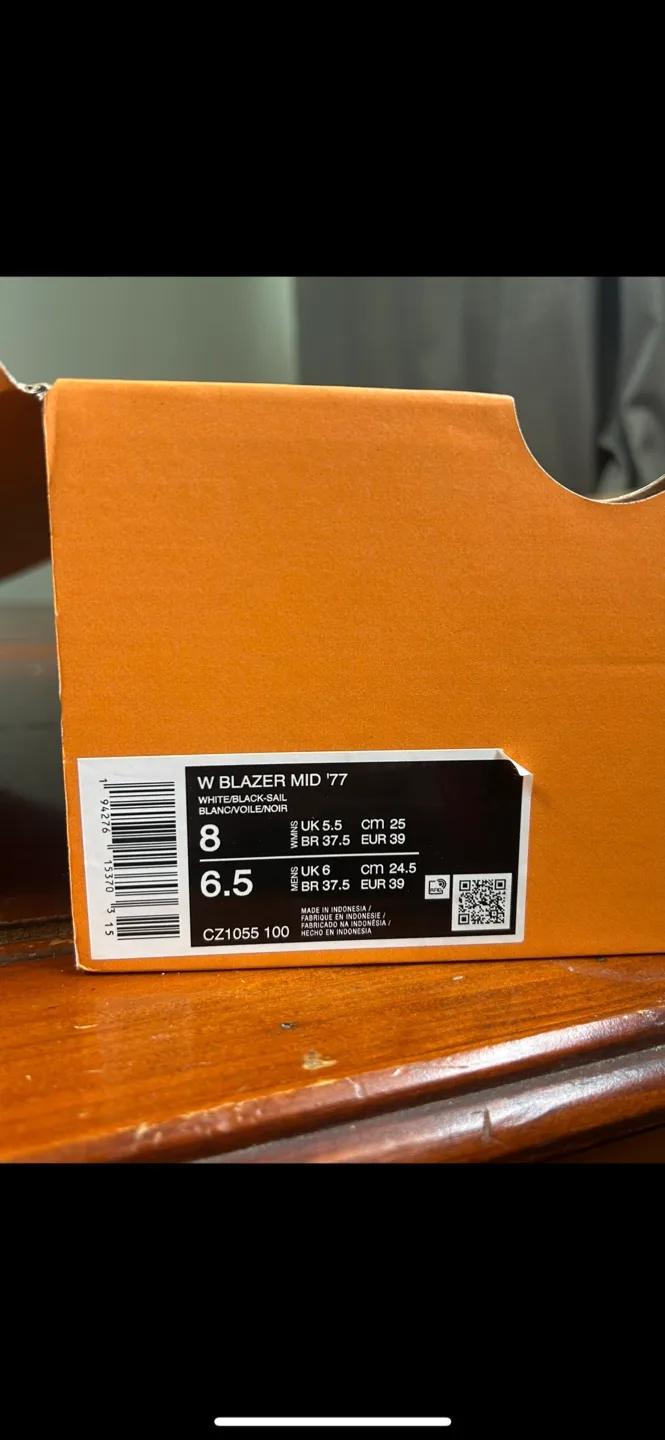 W BLAZER MID '77
WHITE/BLACK-SAIL
BLANC/VOILE/NOIR
8
WMNS
UK 5.5 cm 25
BR 37.5 EUR 39
6.5
MENS
UK 6 cm 24.5
BR 37.5 EUR 39
MADE IN INDONESIA /
FABRIQUÉ EN INDONESIE /
FABRICADO NA INDONÉSIA /
HECHO EN INDONESIA
CZ1055 100
RFID
1 94276 15370 3 15